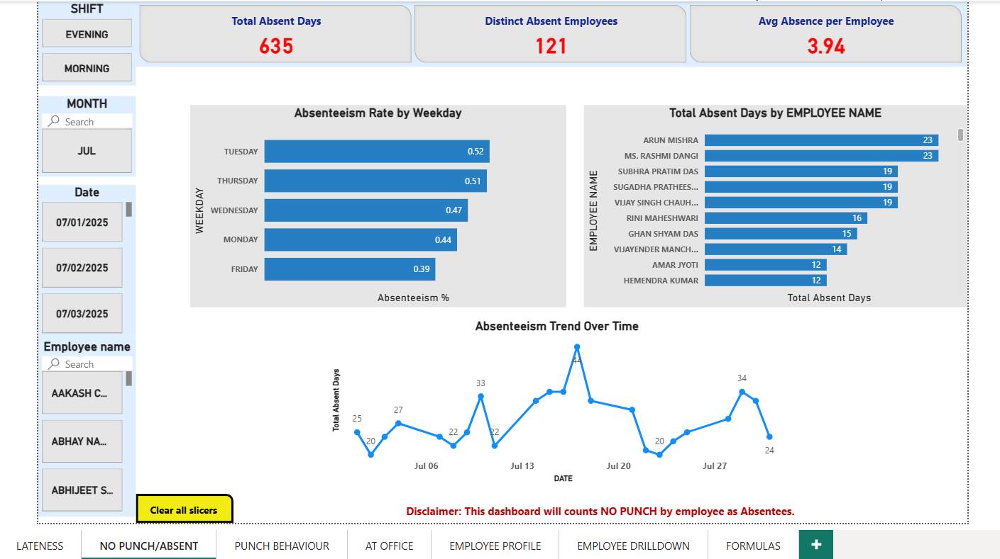 SHIFT
EVENING
MORNING
MONTH
Search
JUL
Date
07/01/2025
07/02/2025
07/03/2025
Employee name
Search
AAKASH C...
ABHAY NA...
ABHIJEET S...
Total Absent Days
635
Distinct Absent Employees
121
Avg Absence per Employee
3.94
Absenteeism Rate by Weekday
WEEKDAY
TUESDAY 0.52
THURSDAY 0.51
WEDNESDAY 0.47
MONDAY 0.44
FRIDAY 0.39
Absenteeism %
Total Absent Days by EMPLOYEE NAME
EMPLOYEE NAME
ARUN MISHRA 23
MS. RASHMI DANGI 23
SUBHRA PRATIM DAS 19
SUGADHA PRATHEES... 19
VIJAY SINGH CHAUH... 19
RINI MAHESHWARI 16
GHAN SHYAM DAS 15
VIJAYENDER MANCH... 14
AMAR JYOTI 12
HEMENDRA KUMAR 12
Total Absent Days
Absenteeism Trend Over Time
Total Absent Days
25 20 27 22 33 22 44 20 34 24
Jul 06 Jul 13 Jul 20 Jul 27
DATE
Clear all slicers
Disclaimer: This dashboard will counts NO PUNCH by employee as Absentees.
LATENESS NO PUNCH/ABSENT PUNCH BEHAVIOUR AT OFFICE EMPLOYEE PROFILE EMPLOYEE DRILLDOWN FORMULAS +